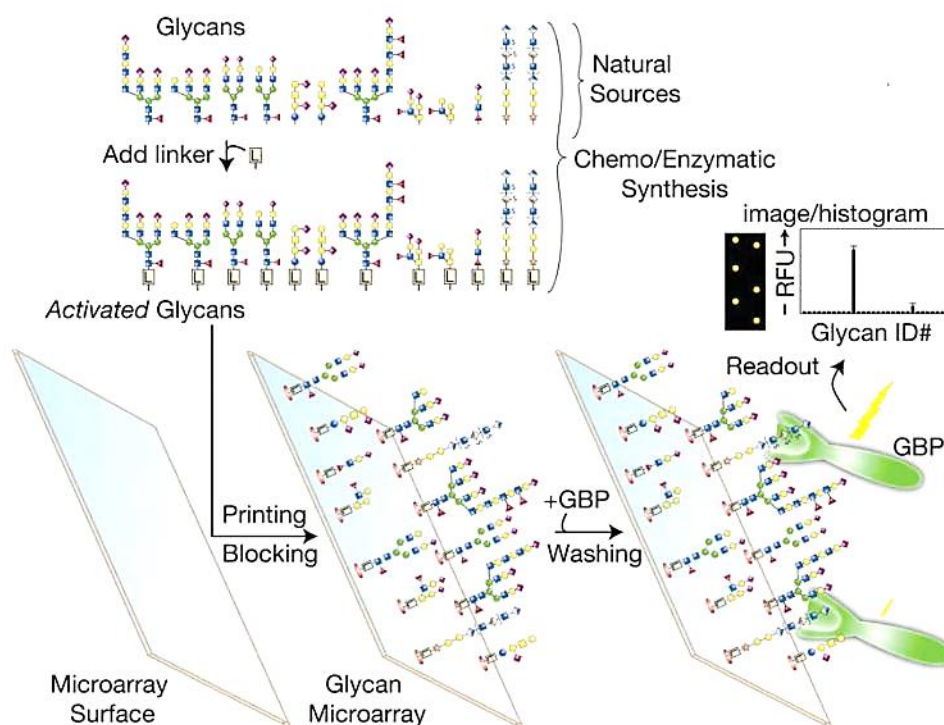 Glycans
Natural
Sources
Add linker
L
Chemo/Enzymatic
Synthesis
image/histogram
RFU
Glycan ID#
L L L L L L L L L L L
Activated Glycans
Readout
GBP
Printing
Blocking
+GBP
Washing
Microarray
Surface
Glycan
Microarray